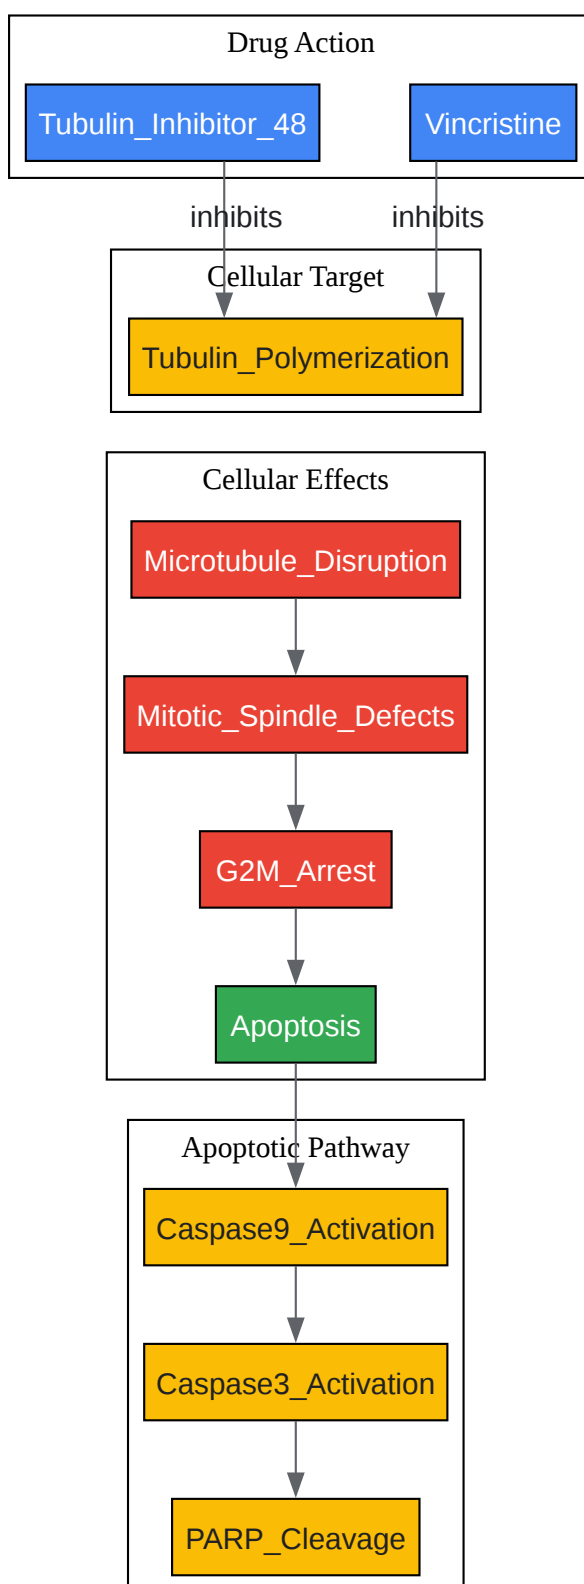 Drug Action
Tubulin_Inhibitor_48
Vincristine
inhibits
inhibits
Cellular Target
Tubulin_Polymerization
Cellular Effects
Microtubule_Disruption
Mitotic_Spindle_Defects
G2M_Arrest
Apoptosis
Apoptotic Pathway
Caspase9_Activation
Caspase3_Activation
PARP_Cleavage